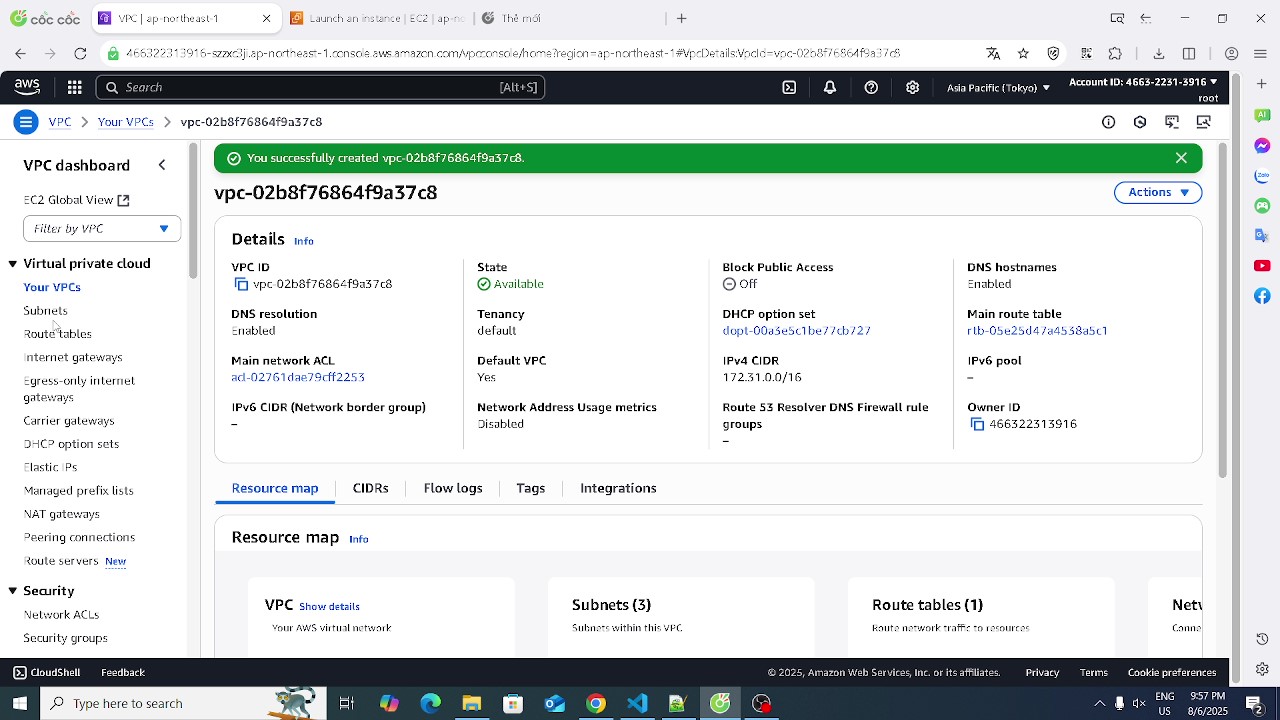 cốc cốc
VPC | ap-northeast-1
Launch an instance | EC2 | ap-no
Thẻ mới
466322313916-szzxc3ji.ap-northeast-1.console.aws.amazon.com/vpcconsole/home?region=ap-northeast-1#VpcDetails:VpcId=vpc-02b8f76864f9a37c8
aws
Search
[Alt+S]
Asia Pacific (Tokyo)
Account ID: 4663-2231-3916
root
VPC
Your VPCs
vpc-02b8f76864f9a37c8
VPC dashboard
EC2 Global View
Filter by VPC
Virtual private cloud
Your VPCs
Subnets
Route tables
Internet gateways
Egress-only internet
gateways
Carrier gateways
DHCP option sets
Elastic IPs
Managed prefix lists
NAT gateways
Peering connections
Route servers New
Security
Network ACLs
Security groups
You successfully created vpc-02b8f76864f9a37c8.
vpc-02b8f76864f9a37c8
Actions
Details Info
VPC ID
vpc-02b8f76864f9a37c8
State
Available
Block Public Access
Off
DNS hostnames
Enabled
DNS resolution
Enabled
Tenancy
default
DHCP option set
dopt-00a3e5c1be77cb727
Main route table
rtb-05e25d47a4538a5c1
Main network ACL
acl-02761dae79cff2253
Default VPC
Yes
IPv4 CIDR
172.31.0.0/16
IPv6 pool
–
IPv6 CIDR (Network border group)
–
Network Address Usage metrics
Disabled
Route 53 Resolver DNS Firewall rule
groups
–
Owner ID
466322313916
Resource map
CIDRs
Flow logs
Tags
Integrations
Resource map Info
VPC Show details
Your AWS virtual network
Subnets (3)
Subnets within this VPC
Route tables (1)
Route network traffic to resources
Netw
Conne
CloudShell
Feedback
© 2025, Amazon Web Services, Inc. or its affiliates.
Privacy
Terms
Cookie preferences
AI
Zalo
Type here to search
ENG
US
9:57 PM
8/6/2025
2